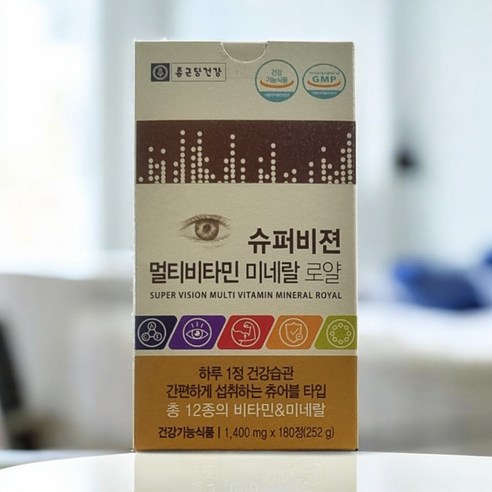 종근당건강
건강
기능식품
GMP
슈퍼비젼
멀티비타민 미네랄 로얄
SUPER VISION MULTI VITAMIN MINERAL ROYAL
하루 1정 건강습관
간편하게 섭취하는 츄어블 타입
총 12종의 비타민&미네랄
건강기능식품 | 1,400 mg x 180정(252 g)